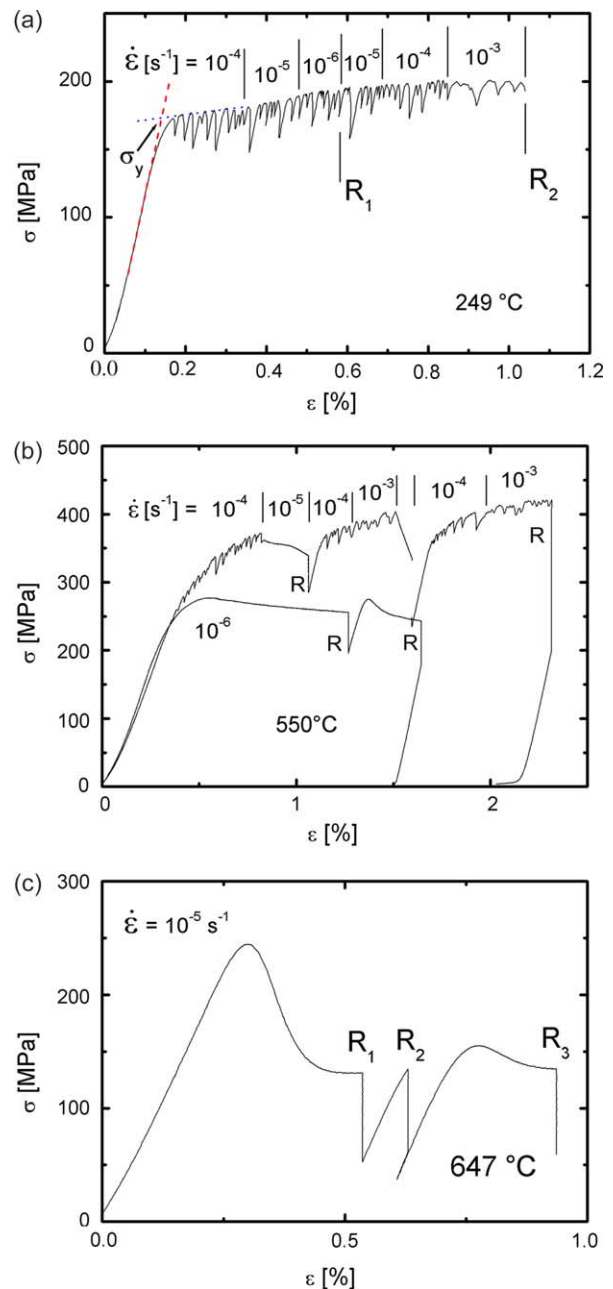 (a)
ε̇ [s⁻¹] = 10⁻⁴ 10⁻⁵ 10⁻⁶ 10⁻⁵ 10⁻⁴ 10⁻³
200
σy
R₁
R₂
σ [MPa]
100
249 °C
0
0.0 0.2 0.4 0.6 0.8 1.0 1.2
ε [%]
(b)
500
ε̇ [s⁻¹] = 10⁻⁴ 10⁻⁵ 10⁻⁴ 10⁻³ 10⁻⁴ 10⁻³
400
R
R
300
σ [MPa]
10⁻⁶
R
R
200
550°C
100
0
0 1 2
ε [%]
(c)
300
ε̇ = 10⁻⁵ s⁻¹
200
R₁ R₂ R₃
σ [MPa]
100
647 °C
0
0.0 0.5 1.0
ε [%]